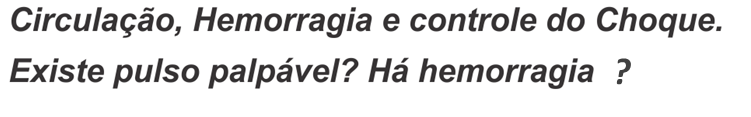 Circulação, Hemorragia e controle do Choque.
Existe pulso palpável? Há hemorragia ?